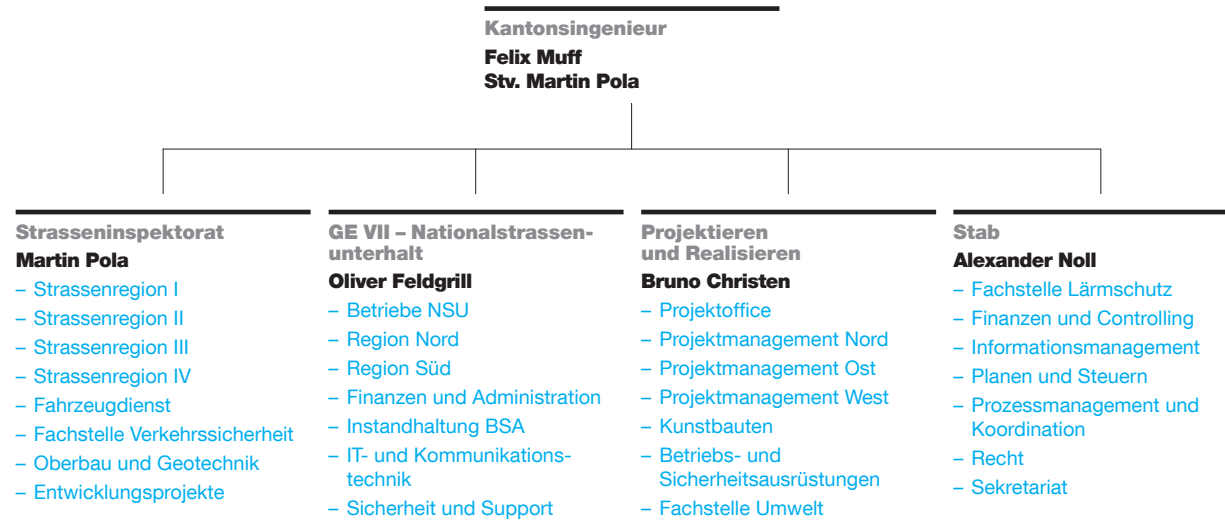 Kantonsingenieur
Felix Muff
Stv. Martin Pola
Strasseninspektorat
Martin Pola
– Strassenregion I
– Strassenregion II
– Strassenregion III
– Strassenregion IV
– Fahrzeugdienst
– Fachstelle Verkehrssicherheit
– Oberbau und Geotechnik
– Entwicklungsprojekte
GE VII – Nationalstrassen-
unterhalt
Oliver Feldgrill
– Betriebe NSU
– Region Nord
– Region Süd
– Finanzen und Administration
– Instandhaltung BSA
– IT- und Kommunikations-
technik
– Sicherheit und Support
Projektieren
und Realisieren
Bruno Christen
– Projektoffice
– Projektmanagement Nord
– Projektmanagement Ost
– Projektmanagement West
– Kunstbauten
– Betriebs- und
Sicherheitsausrüstungen
– Fachstelle Umwelt
Stab
Alexander Noll
– Fachstelle Lärmschutz
– Finanzen und Controlling
– Informationsmanagement
– Planen und Steuern
– Prozessmanagement und
Koordination
– Recht
– Sekretariat